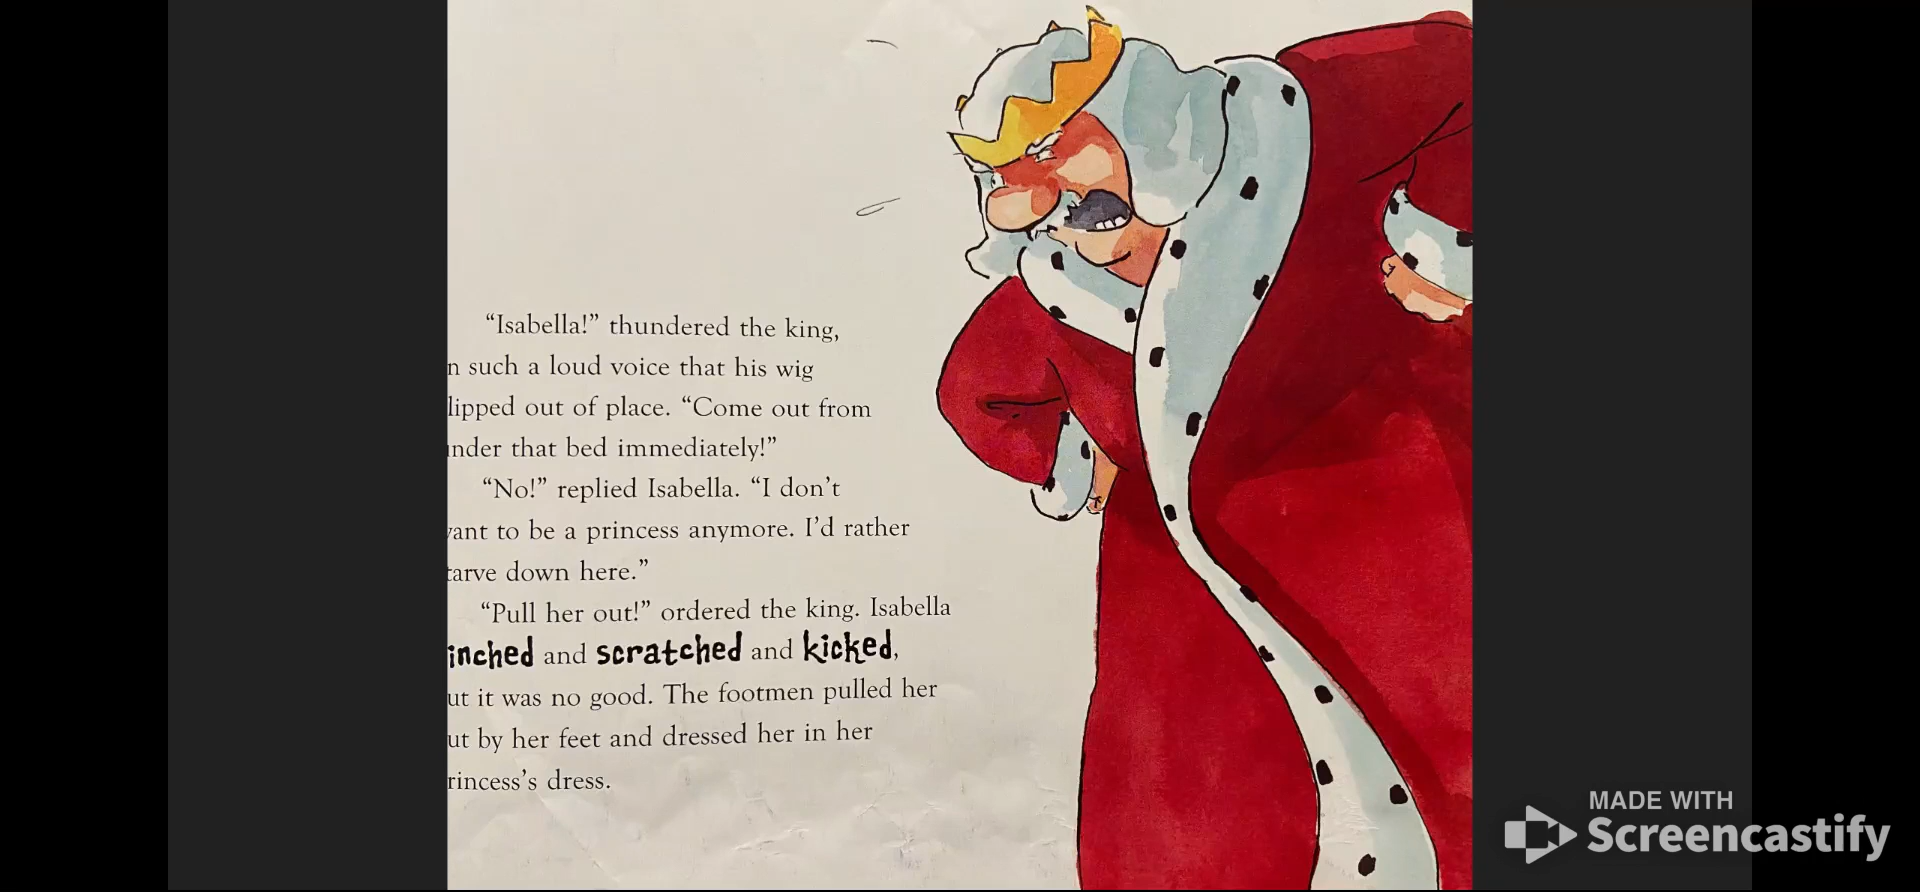 “Isabella!” thundered the king,
n such a loud voice that his wig
lipped out of place. “Come out from
nder that bed immediately!”
“No!” replied Isabella. “I don’t
ant to be a princess anymore. I’d rather
tarve down here.”
“Pull her out!” ordered the king. Isabella
inched and scratched and kicked,
ut it was no good. The footmen pulled her
ut by her feet and dressed her in her
rincess’s dress.
MADE WITH
Screencastify